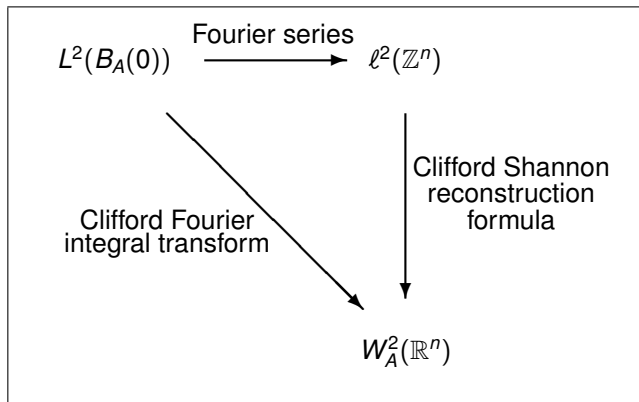 Fourier series
L²(B_A(0)) ℓ²(ℤⁿ)
Clifford Shannon
reconstruction
formula
Clifford Fourier
integral transform
W²_A(ℝⁿ)